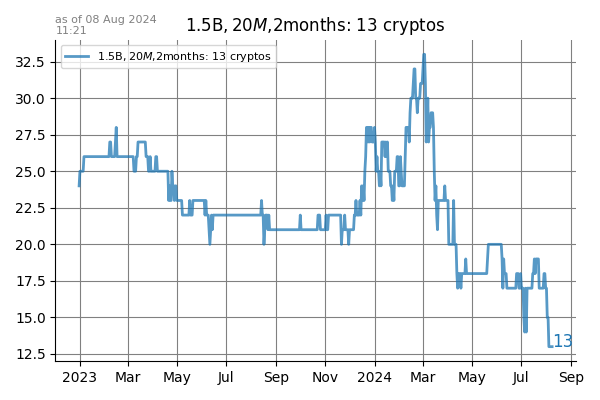 as of 08 Aug 2024
11:21
1.5B, 20M,2months: 13 cryptos
1.5B, 20M,2months: 13 cryptos
32.5
30.0
27.5
25.0
22.5
20.0
17.5
15.0
12.5
13
2023 Mar May Jul Sep Nov 2024 Mar May Jul Sep